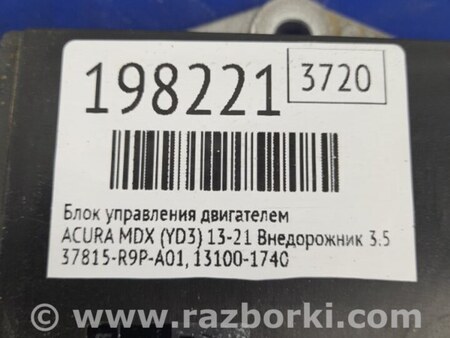 198221
3720
Блок управления двигателем
ACURA MDX (YD3) 13-21 Внедорожник 3.5
37815-R9P-A01, 13100-1740
www.razborki.com